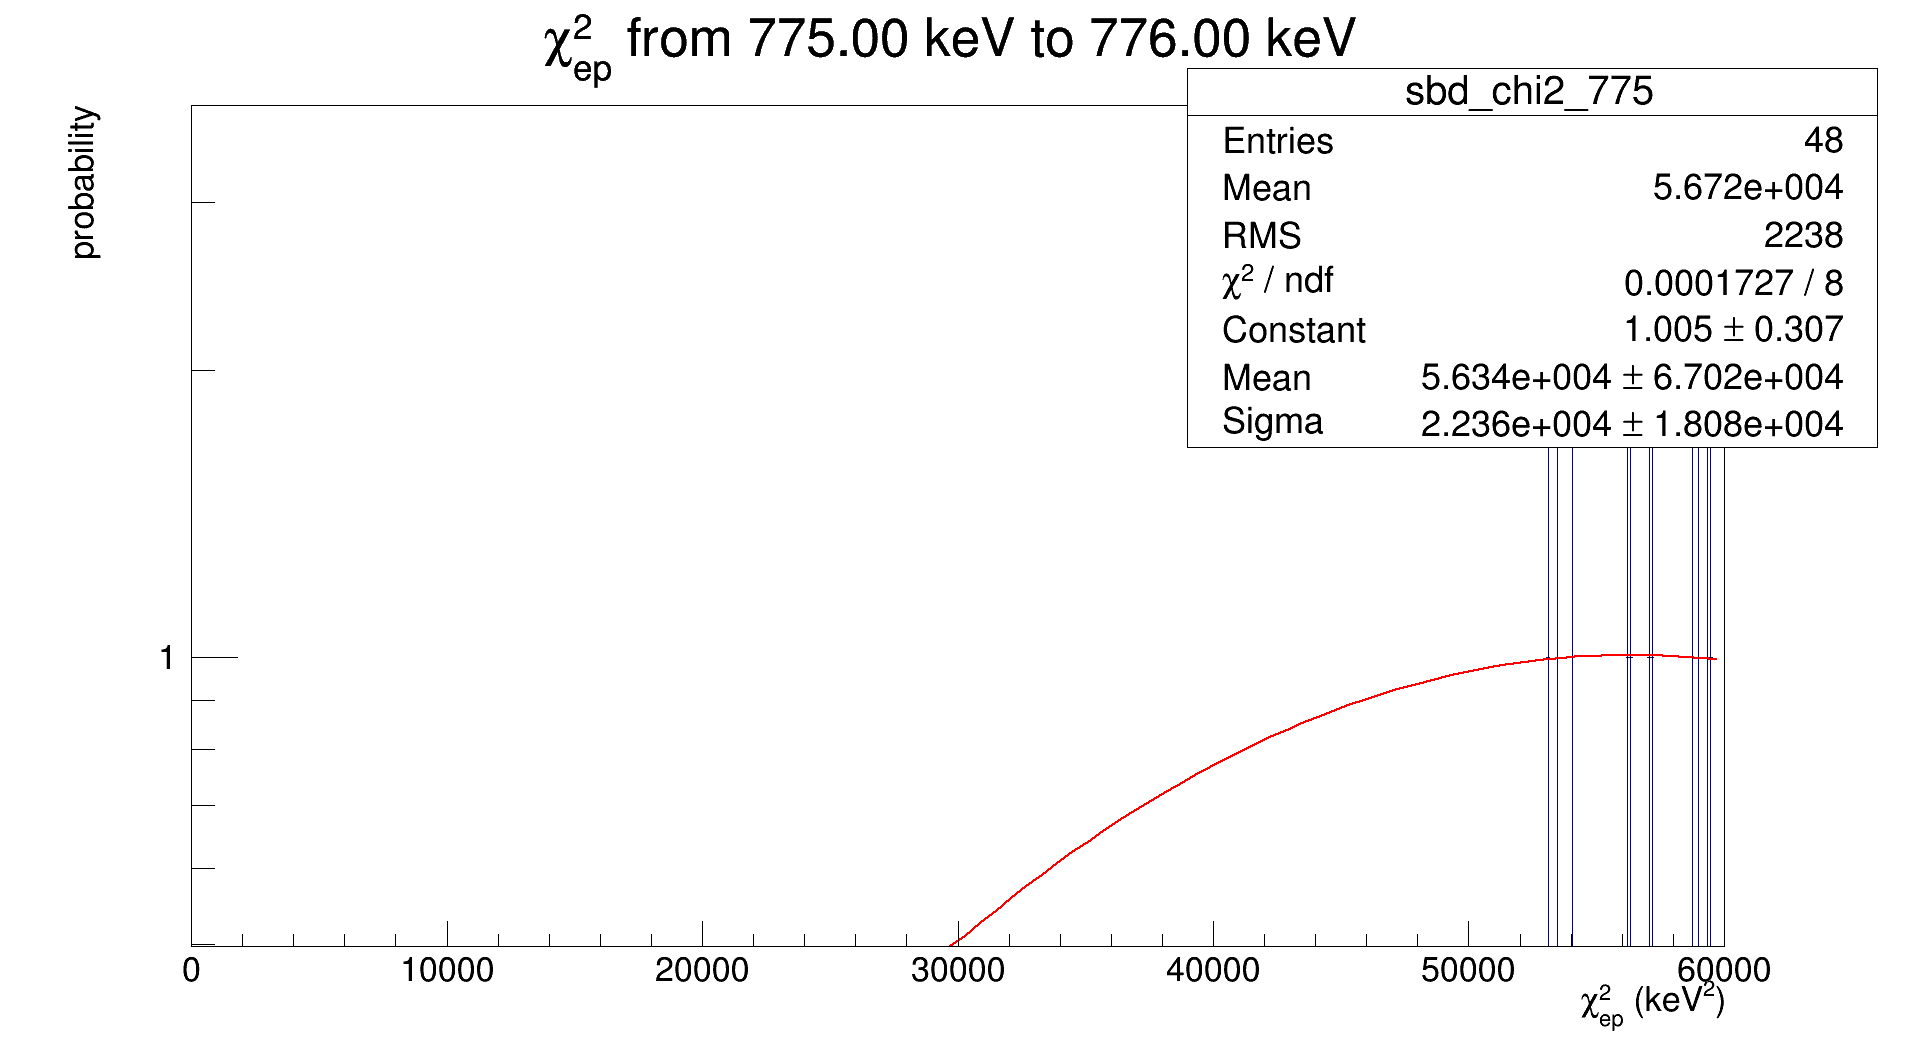 χ²ep from 775.00 keV to 776.00 keV
probability
sbd_chi2_775
Entries 48
Mean 5.672e+004
RMS 2238
χ² / ndf 0.0001727 / 8
Constant 1.005 ± 0.307
Mean 5.634e+004 ± 6.702e+004
Sigma 2.236e+004 ± 1.808e+004
1
0 10000 20000 30000 40000 50000 60000
χ²ep (keV²)